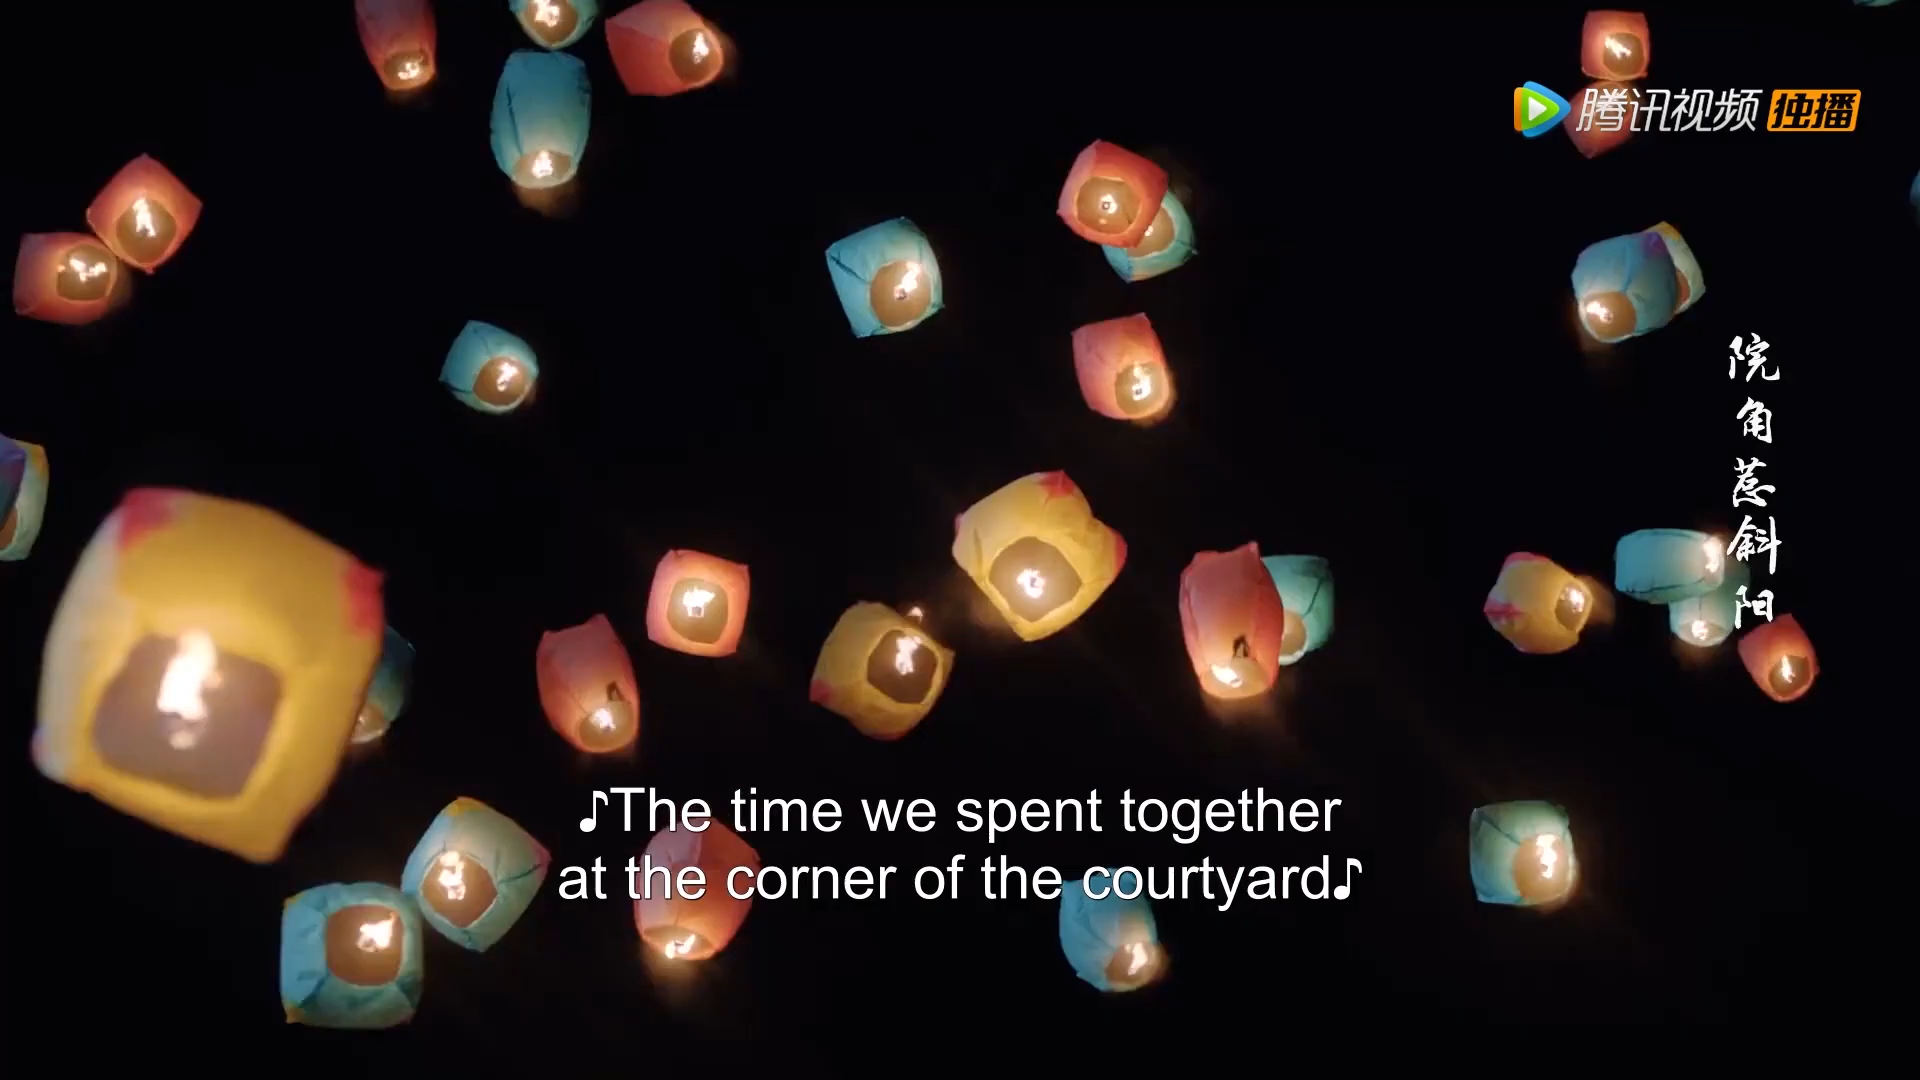 腾讯视频 独播
院角惹斜阳
♪The time we spent together
at the corner of the courtyard♪